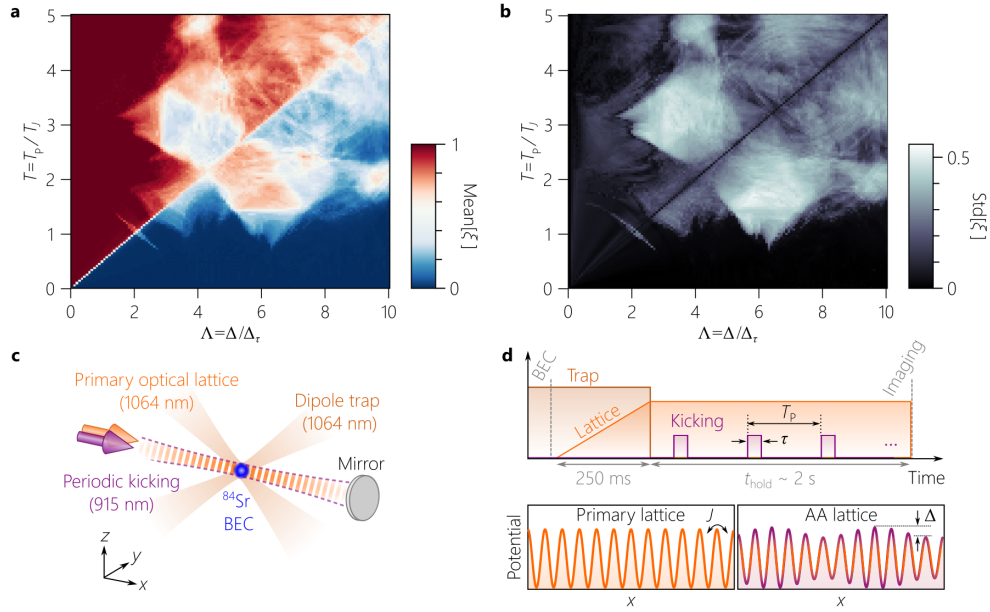 a
5
4
3
2
1
0
T=Tₚ/T_J
0
2
4
6
8
10
Λ=Δ/Δ_τ
1
0
Mean[ξ]
b
5
4
3
2
1
0
T=Tₚ/T_J
0
2
4
6
8
10
Λ=Δ/Δ_τ
0.5
0
Std[ξ]
c
Primary optical lattice
(1064 nm)
Dipole trap
(1064 nm)
Mirror
Periodic kicking
(915 nm)
⁸⁴Sr
BEC
z
y
x
d
BEC
Trap
Lattice
Kicking
Tₚ
τ
...
Imaging
250 ms
t_hold ~ 2 s
Time
Potential
Primary lattice
J
x
AA lattice
Δ
x